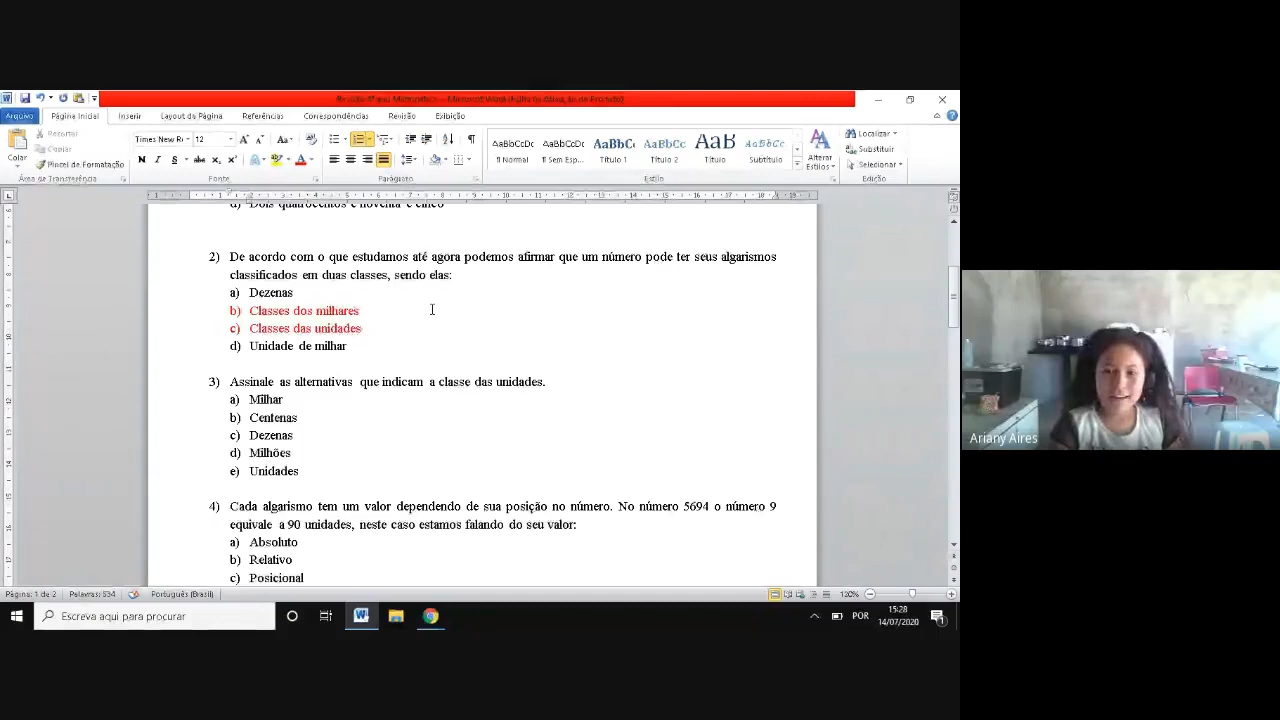 Arquivo Página Inicial Inserir Layout da Página Referências Correspondências Revisão Exibição
Recortar
Copiar
Pincel de Formatação
Colar
Área de Transferência
Times New R 12
Fonte
Parágrafo
AaBbCcDc AaBbCcDc AaBbC AaBbCc AaB AaBbCc
¶ Normal ¶ Sem Esp... Título 1 Título 2 Título Subtítulo
Estilo
Alterar
Estilos
Localizar
Substituir
Selecionar
Edição
d) Dois quatrocentos e noventa e cinco
2) De acordo com o que estudamos até agora podemos afirmar que um número pode ter seus algarismos
classificados em duas classes, sendo elas:
a) Dezenas
b) Classes dos milhares
c) Classes das unidades
d) Unidade de milhar
3) Assinale as alternativas que indicam a classe das unidades.
a) Milhar
b) Centenas
c) Dezenas
d) Milhões
e) Unidades
4) Cada algarismo tem um valor dependendo de sua posição no número. No número 5694 o número 9
equivale a 90 unidades, neste caso estamos falando do seu valor:
a) Absoluto
b) Relativo
c) Posicional
Página: 1 de 2 Palavras: 534 Português (Brasil) 120%
Escreva aqui para procurar
POR
15:28
14/07/2020
Ariany Aires